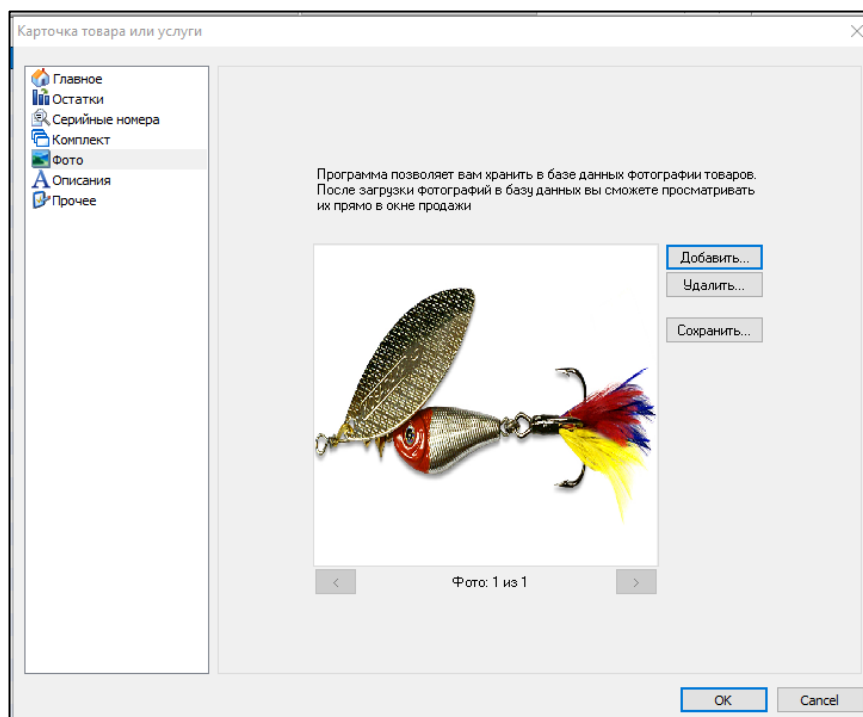 Карточка товара или услуги
Главное
Остатки
Серийные номера
Комплект
Фото
Описания
Прочее
Программа позволяет вам хранить в базе данных фотографии товаров.
После загрузки фотографий в базу данных вы сможете просматривать
их прямо в окне продажи
Добавить...
Удалить...
Сохранить...
< Фото: 1 из 1 >
OK Cancel